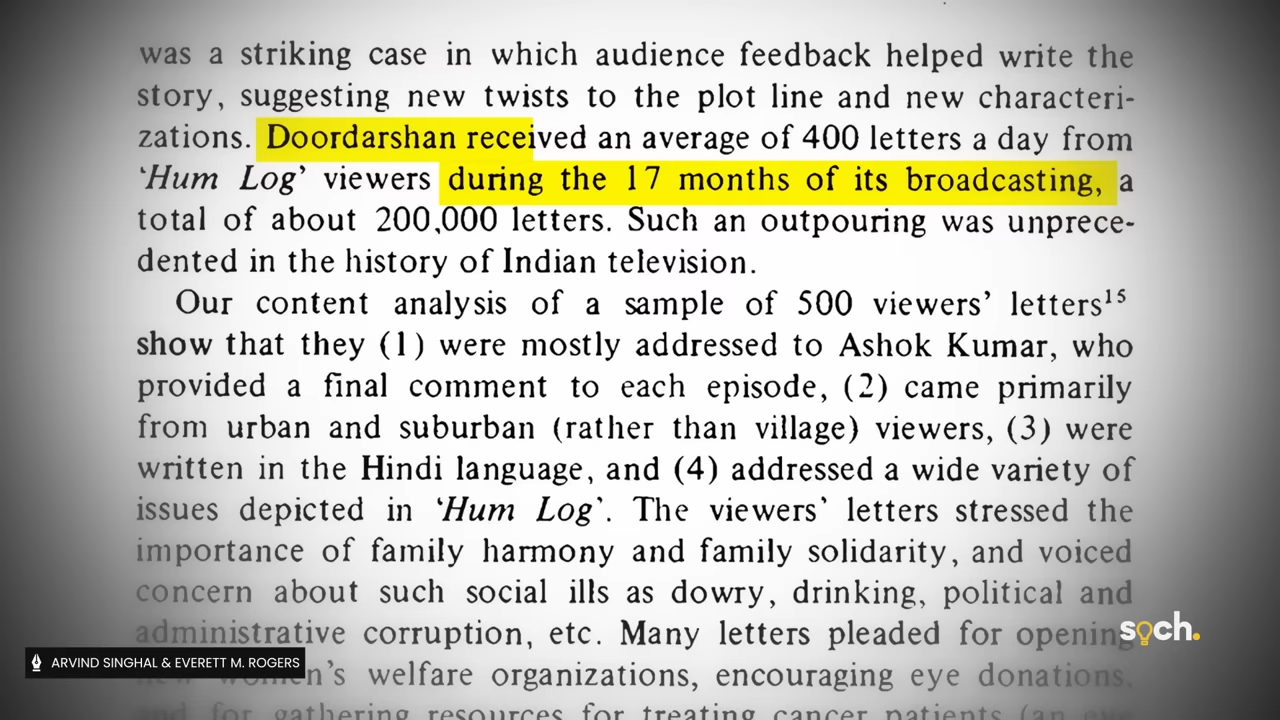 was a striking case in which audience feedback helped write the
story, suggesting new twists to the plot line and new characteri-
zations. Doordarshan received an average of 400 letters a day from
‘Hum Log’ viewers during the 17 months of its broadcasting, a
total of about 200,000 letters. Such an outpouring was unprece-
dented in the history of Indian television.
Our content analysis of a sample of 500 viewers’ letters¹⁵
show that they (1) were mostly addressed to Ashok Kumar, who
provided a final comment to each episode, (2) came primarily
from urban and suburban (rather than village) viewers, (3) were
written in the Hindi language, and (4) addressed a wide variety of
issues depicted in ‘Hum Log’. The viewers’ letters stressed the
importance of family harmony and family solidarity, and voiced
concern about such social ills as dowry, drinking, political and
administrative corruption, etc. Many letters pleaded for opening
soch.
ARVIND SINGHAL & EVERETT M. ROGERS
new women’s welfare organizations, encouraging eye donations,
and for gathering resources for treating cancer patients (an eye